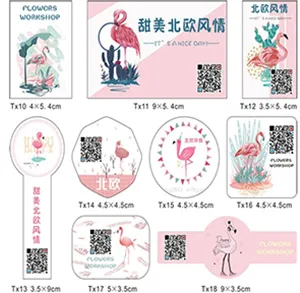 FLOWERS
WORKSHOP
甜美北欧风情
IT'S A NICE DAY!
北欧风情
Tx10 4×5.4cm
Tx11 9×5.4cm
Tx12 3.5×5.4cm
甜美北欧风情
北欧
FLOWERS
WORKSHOP
Tx14 4.5×4.5cm
Tx15 4.5×4.5cm
Tx16 4.5×4.5cm
FLOWERS
WORKSHOP
Tx13 3.5×9cm
Tx17 5×3.5cm
Tx18 9×3.5cm